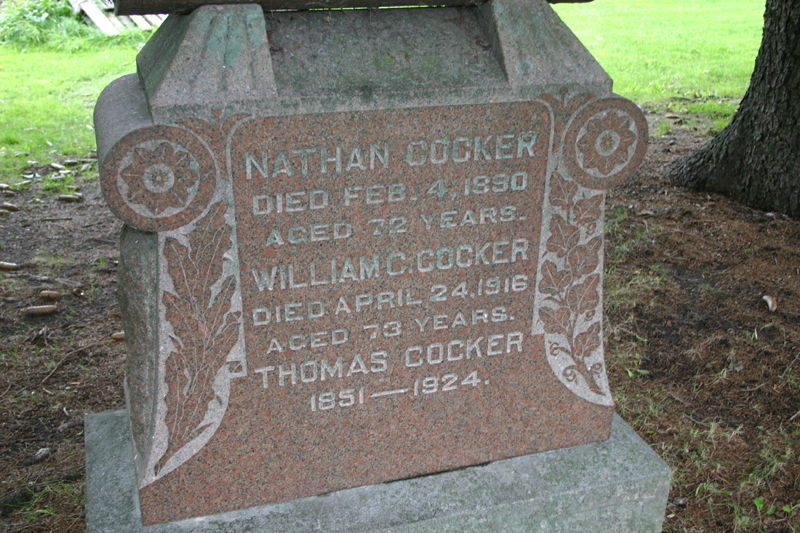 NATHAN COCKER
DIED FEB. 4, 1890
AGED 72 YEARS.
WILLIAM C. COCKER
DIED APRIL 24, 1916
AGED 73 YEARS.
THOMAS COCKER
1851—1924.